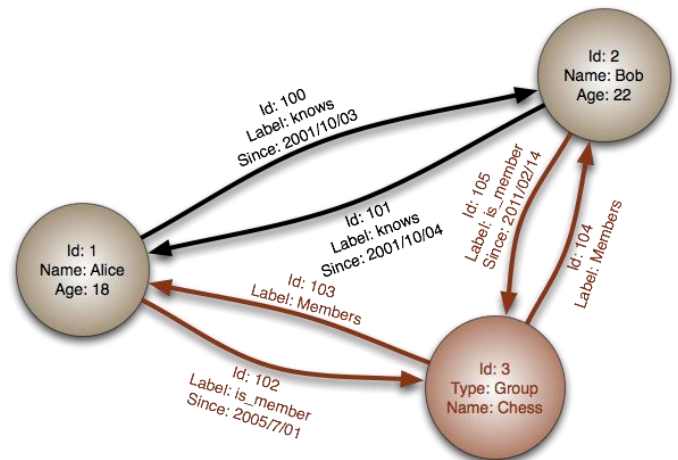 Id: 2
Name: Bob
Age: 22
Id: 100
Label: knows
Since: 2001/10/03
Id: 101
Label: knows
Since: 2001/10/04
Id: 105
Label: is_member
Since: 2011/02/14
Id: 104
Label: Members
Id: 1
Name: Alice
Age: 18
Id: 103
Label: Members
Id: 102
Label: is_member
Since: 2005/7/01
Id: 3
Type: Group
Name: Chess